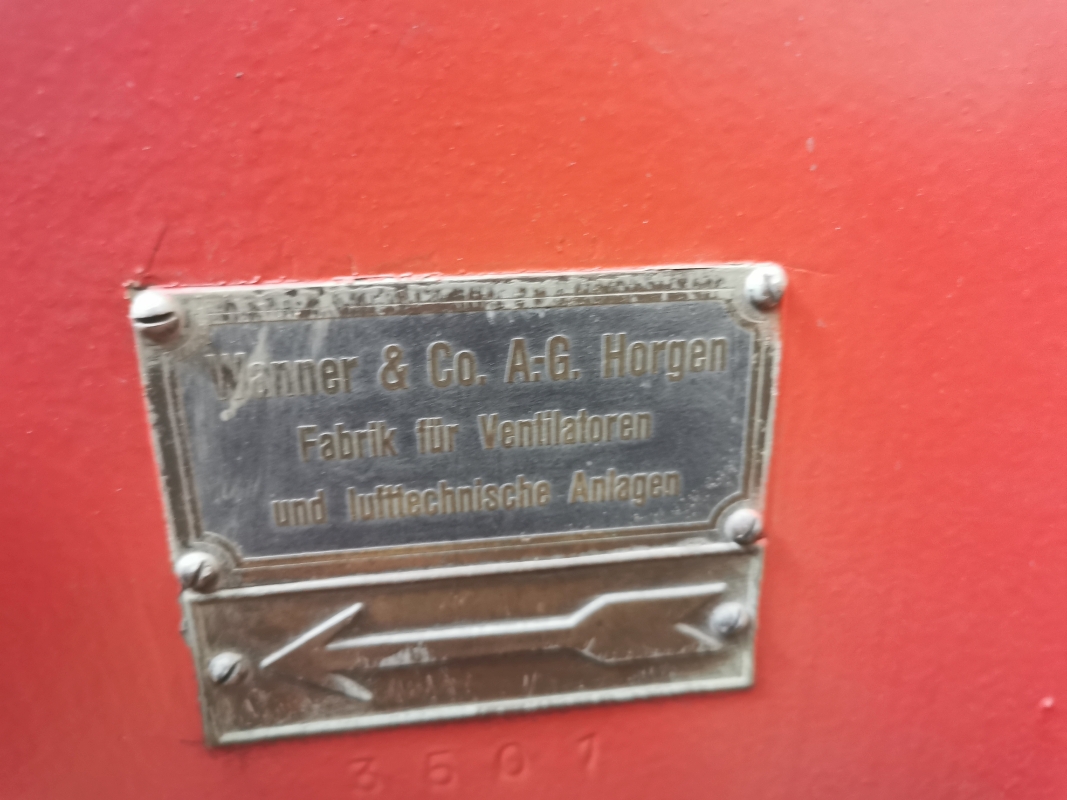 Wanner & Co. A.-G. Horgen
Fabrik für Ventilatoren
und lufttechnische Anlagen
3501